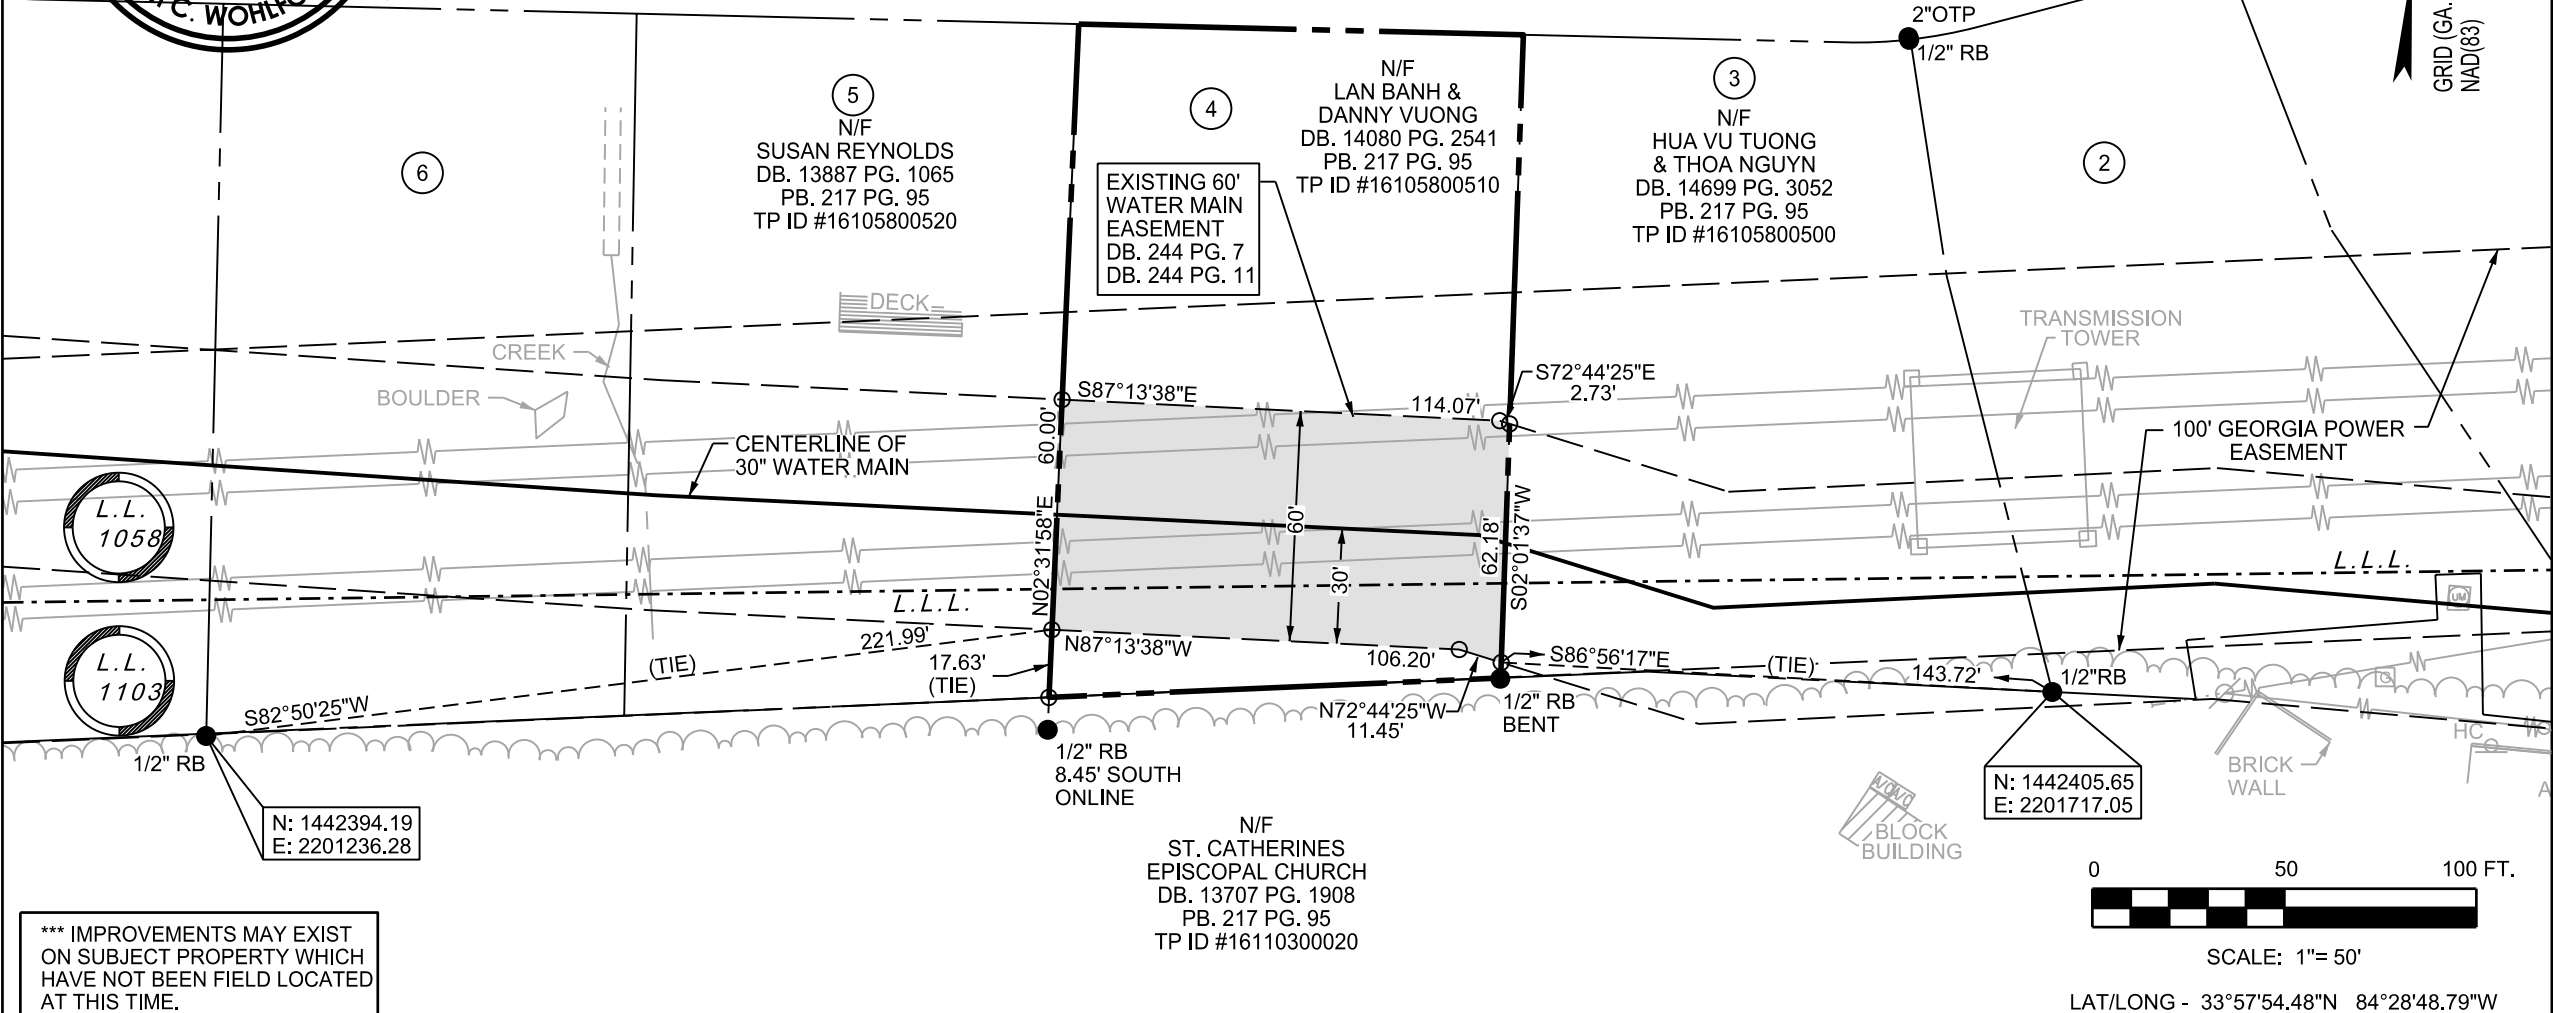 C. WOHLF
2"OTP
1/2" RB
GRID (GA.
NAD(83)
6
5
N/F
SUSAN REYNOLDS
DB. 13887 PG. 1065
PB. 217 PG. 95
TP ID #16105800520
4
N/F
LAN BANH &
DANNY VUONG
DB. 14080 PG. 2541
PB. 217 PG. 95
TP ID #16105800510
3
N/F
HUA VU TUONG
& THOA NGUYN
DB. 14699 PG. 3052
PB. 217 PG. 95
TP ID #16105800500
2
EXISTING 60'
WATER MAIN
EASEMENT
DB. 244 PG. 7
DB. 244 PG. 11
DECK
CREEK
BOULDER
TRANSMISSION
TOWER
S87°13'38"E
114.07'
S72°44'25"E
2.73'
60.00'
CENTERLINE OF
30" WATER MAIN
100' GEORGIA POWER
EASEMENT
L.L.
1058
N02°31'58"E
60'
30'
62.18'
S02°01'37"W
L.L.L.
L.L.L.
UM
L.L.
1103
221.99'
(TIE)
S82°50'25"W
17.63'
(TIE)
N87°13'38"W
106.20'
S86°56'17"E
(TIE)
143.72'
1/2"RB
G
N72°44'25"W
11.45'
1/2" RB
BENT
1/2" RB
1/2" RB
8.45' SOUTH
ONLINE
HC
BRICK
WALL
A
N: 1442394.19
E: 2201236.28
N: 1442405.65
E: 2201717.05
A/C
A/C
BLOCK
BUILDING
N/F
ST. CATHERINES
EPISCOPAL CHURCH
DB. 13707 PG. 1908
PB. 217 PG. 95
TP ID #16110300020
0 50 100 FT.
SCALE: 1"= 50'
*** IMPROVEMENTS MAY EXIST
ON SUBJECT PROPERTY WHICH
HAVE NOT BEEN FIELD LOCATED
AT THIS TIME.
LAT/LONG - 33°57'54.48"N 84°28'48.79"W